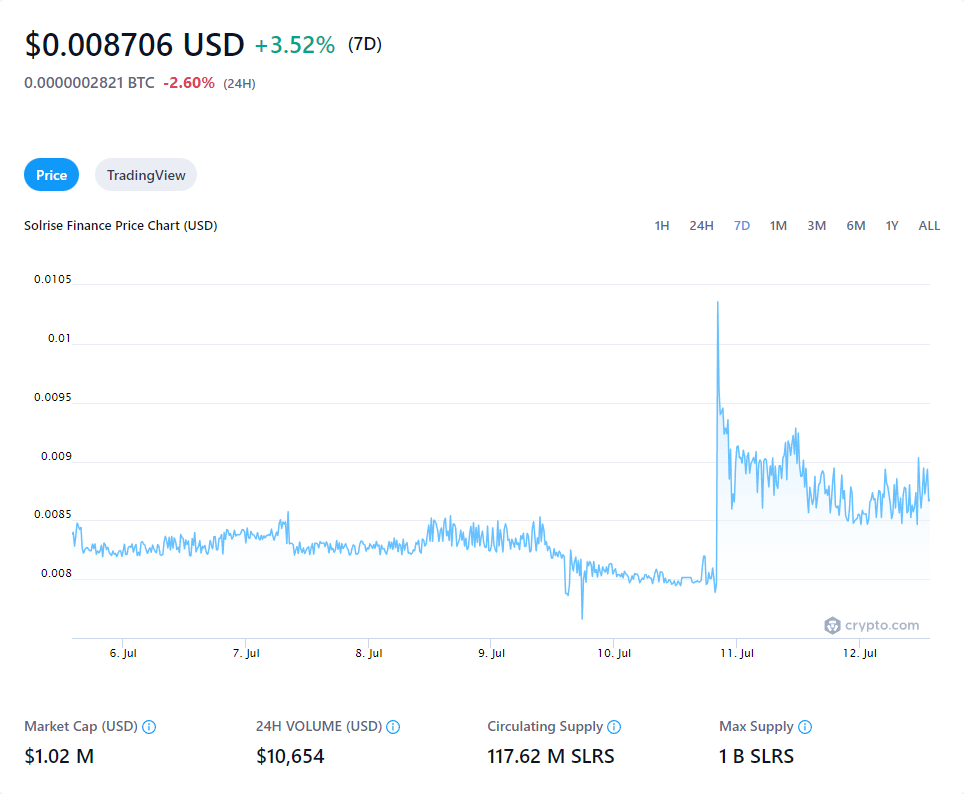 $0.008706 USD +3.52% (7D)
0.0000002821 BTC -2.60% (24H)
Price TradingView
Solrise Finance Price Chart (USD) 1H 24H 7D 1M 3M 6M 1Y ALL
0.0105
0.01
0.0095
0.009
0.0085
0.008
crypto.com
6. Jul 7. Jul 8. Jul 9. Jul 10. Jul 11. Jul 12. Jul
Market Cap (USD) 24H VOLUME (USD) Circulating Supply Max Supply
$1.02 M $10,654 117.62 M SLRS 1 B SLRS